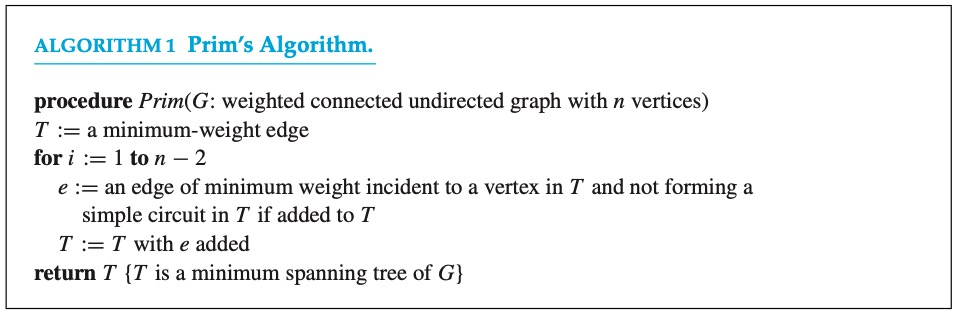 ALGORITHM 1 Prim's Algorithm.
procedure Prim(G: weighted connected undirected graph with n vertices)
T := a minimum-weight edge
for i := 1 to n − 2
e := an edge of minimum weight incident to a vertex in T and not forming a
simple circuit in T if added to T
T := T with e added
return T {T is a minimum spanning tree of G}